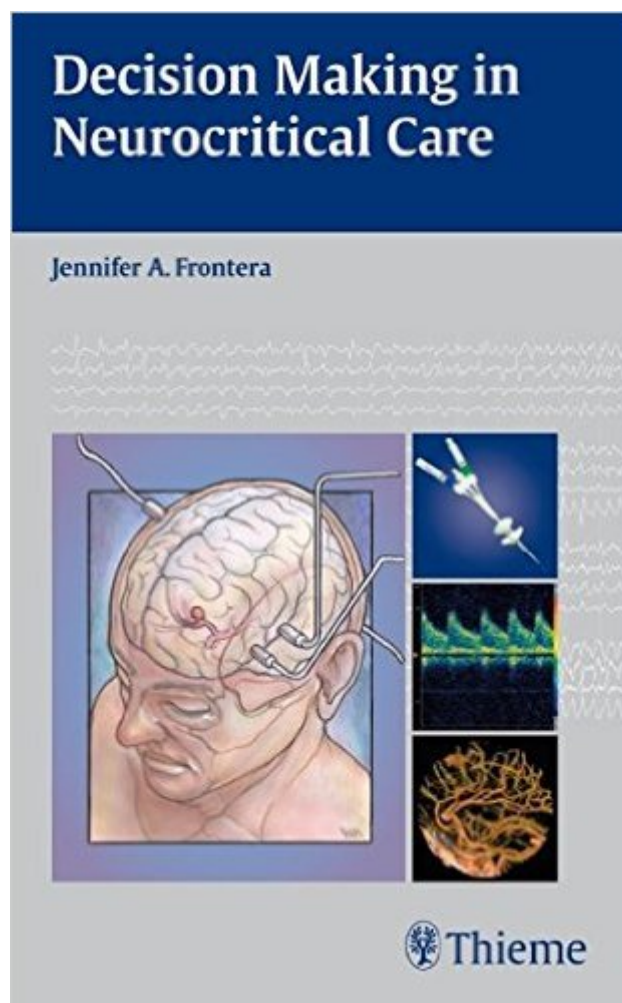 Decision Making in
Neurocritical Care
Jennifer A. Frontera
Thieme